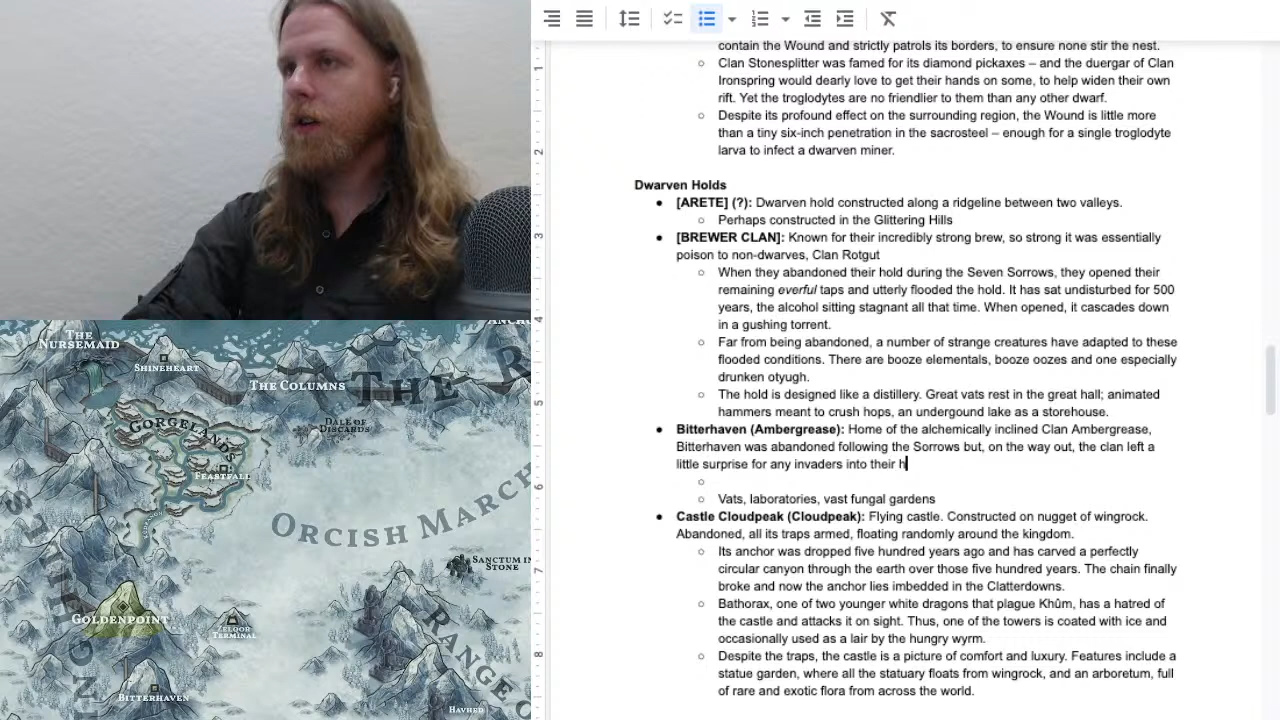 contain the Wound and strictly patrols its borders, to ensure none stir the nest.
○ Clan Stonesplitter was famed for its diamond pickaxes – and the duergar of Clan
Ironspring would dearly love to get their hands on some, to help widen their own
rift. Yet the troglodytes are no friendlier to them than any other dwarf.
○ Despite its profound effect on the surrounding region, the Wound is little more
than a tiny six-inch penetration in the sacrosteel – enough for a single troglodyte
larva to infect a dwarven miner.
Dwarven Holds
● [ARETE] (?): Dwarven hold constructed along a ridgeline between two valleys.
○ Perhaps constructed in the Glittering Hills
● [BREWER CLAN]: Known for their incredibly strong brew, so strong it was essentially
poison to non-dwarves, Clan Rotgut
○ When they abandoned their hold during the Seven Sorrows, they opened their
remaining everful taps and utterly flooded the hold. It has sat undisturbed for 500
years, the alcohol sitting stagnant all that time. When opened, it cascades down
in a gushing torrent.
○ Far from being abandoned, a number of strange creatures have adapted to these
flooded conditions. There are booze elementals, booze oozes and one especially
drunken otyugh.
○ The hold is designed like a distillery. Great vats rest in the great hall; animated
hammers meant to crush hops, an undergound lake as a storehouse.
● Bitterhaven (Ambergrease): Home of the alchemically inclined Clan Ambergrease,
Bitterhaven was abandoned following the Sorrows but, on the way out, the clan left a
little surprise for any invaders into their h
○
○ Vats, laboratories, vast fungal gardens
● Castle Cloudpeak (Cloudpeak): Flying castle. Constructed on nugget of wingrock.
Abandoned, all its traps armed, floating randomly around the kingdom.
○ Its anchor was dropped five hundred years ago and has carved a perfectly
circular canyon through the earth over those five hundred years. The chain finally
broke and now the anchor lies imbedded in the Clatterdowns.
○ Bathorax, one of two younger white dragons that plague Khûm, has a hatred of
the castle and attacks it on sight. Thus, one of the towers is coated with ice and
occasionally used as a lair by the hungry wyrm.
○ Despite the traps, the castle is a picture of comfort and luxury. Features include a
statue garden, where all the statuary floats from wingrock, and an arboretum, full
of rare and exotic flora from across the world.
1
2
3
4
5
6
7
8
THE
NURSEMAID
SHINEHEART
THE COLUMNS
THE R
GORGELANDS
DALE OF
DISCARDS
FEASTFALL
ORCISH MARCH
SANCTUM IN
STONE
GOLDENPOINT
ZELOOR
TERMINAL
RANGE O
BITTERHAVEN
HAVRED